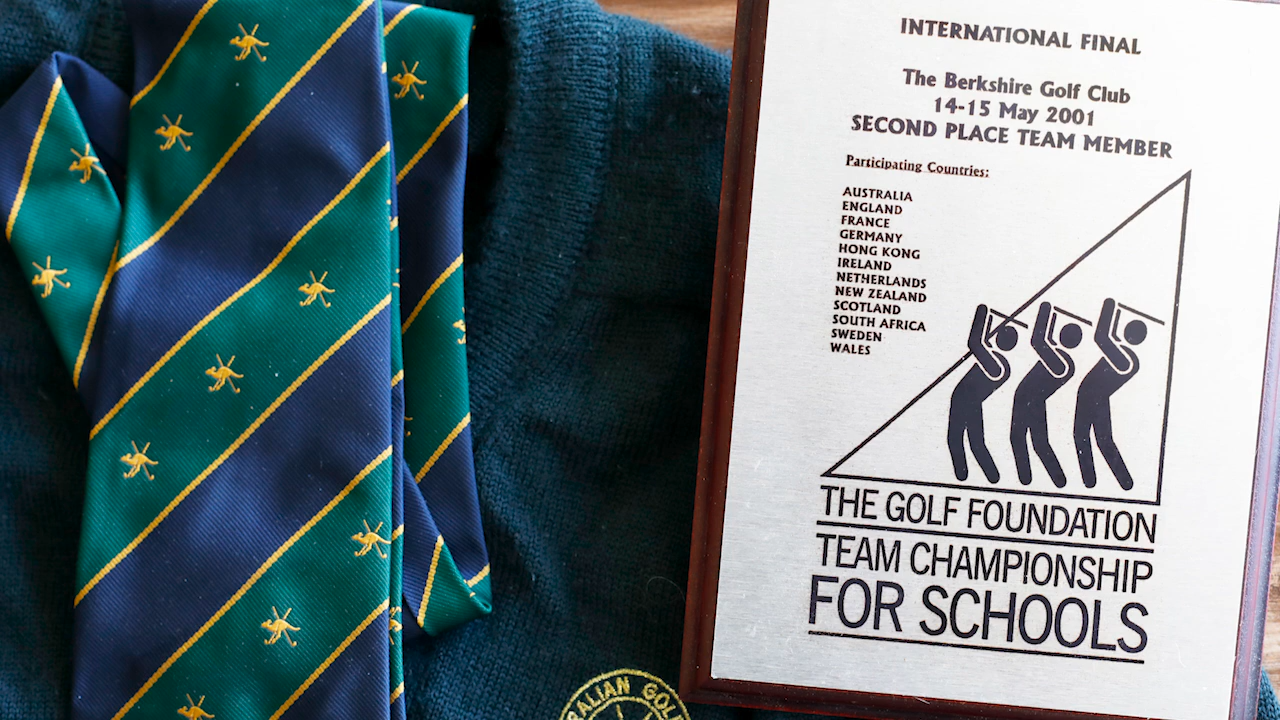 INTERNATIONAL FINAL
The Berkshire Golf Club
14-15 May 2001
SECOND PLACE TEAM MEMBER
Participating Countries:
AUSTRALIA
ENGLAND
FRANCE
GERMANY
HONG KONG
IRELAND
NETHERLANDS
NEW ZEALAND
SCOTLAND
SOUTH AFRICA
SWEDEN
WALES
THE GOLF FOUNDATION
TEAM CHAMPIONSHIP
FOR SCHOOLS